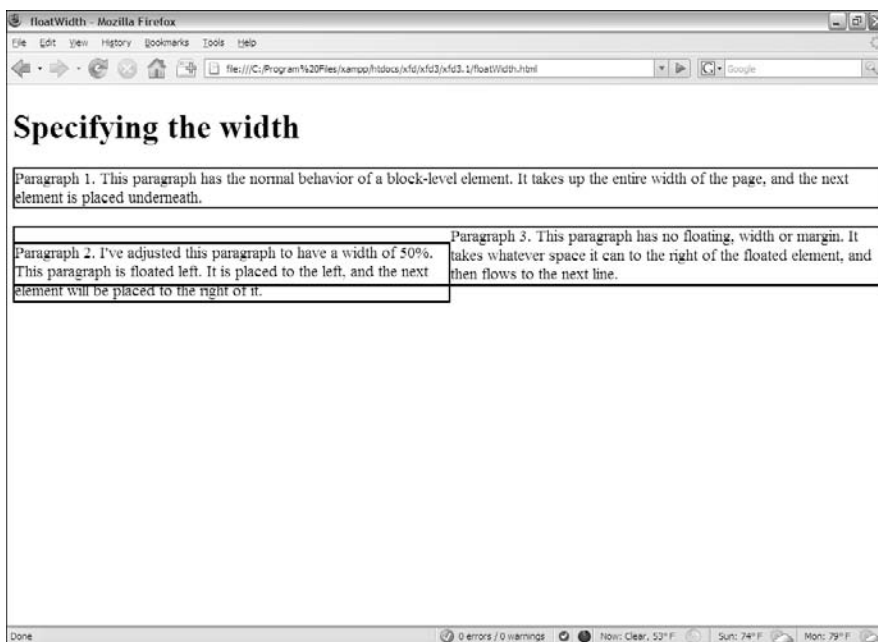 floatWidth - Mozilla Firefox
File Edit View History Bookmarks Tools Help
file:///C:/Program%20Files/xampp/htdocs/xfd/xfd3/xfd3.1/floatWidth.html
G Google
Specifying the width
Paragraph 1. This paragraph has the normal behavior of a block-level element. It takes up the entire width of the page, and the next
element is placed underneath.
Paragraph 2. I've adjusted this paragraph to have a width of 50%.
This paragraph is floated left. It is placed to the left, and the next
element will be placed to the right of it.
Paragraph 3. This paragraph has no floating, width or margin. It
takes whatever space it can to the right of the floated element, and
then flows to the next line.
Done
0 errors / 0 warnings
Now: Clear, 53° F
Sun: 74° F
Mon: 79° F